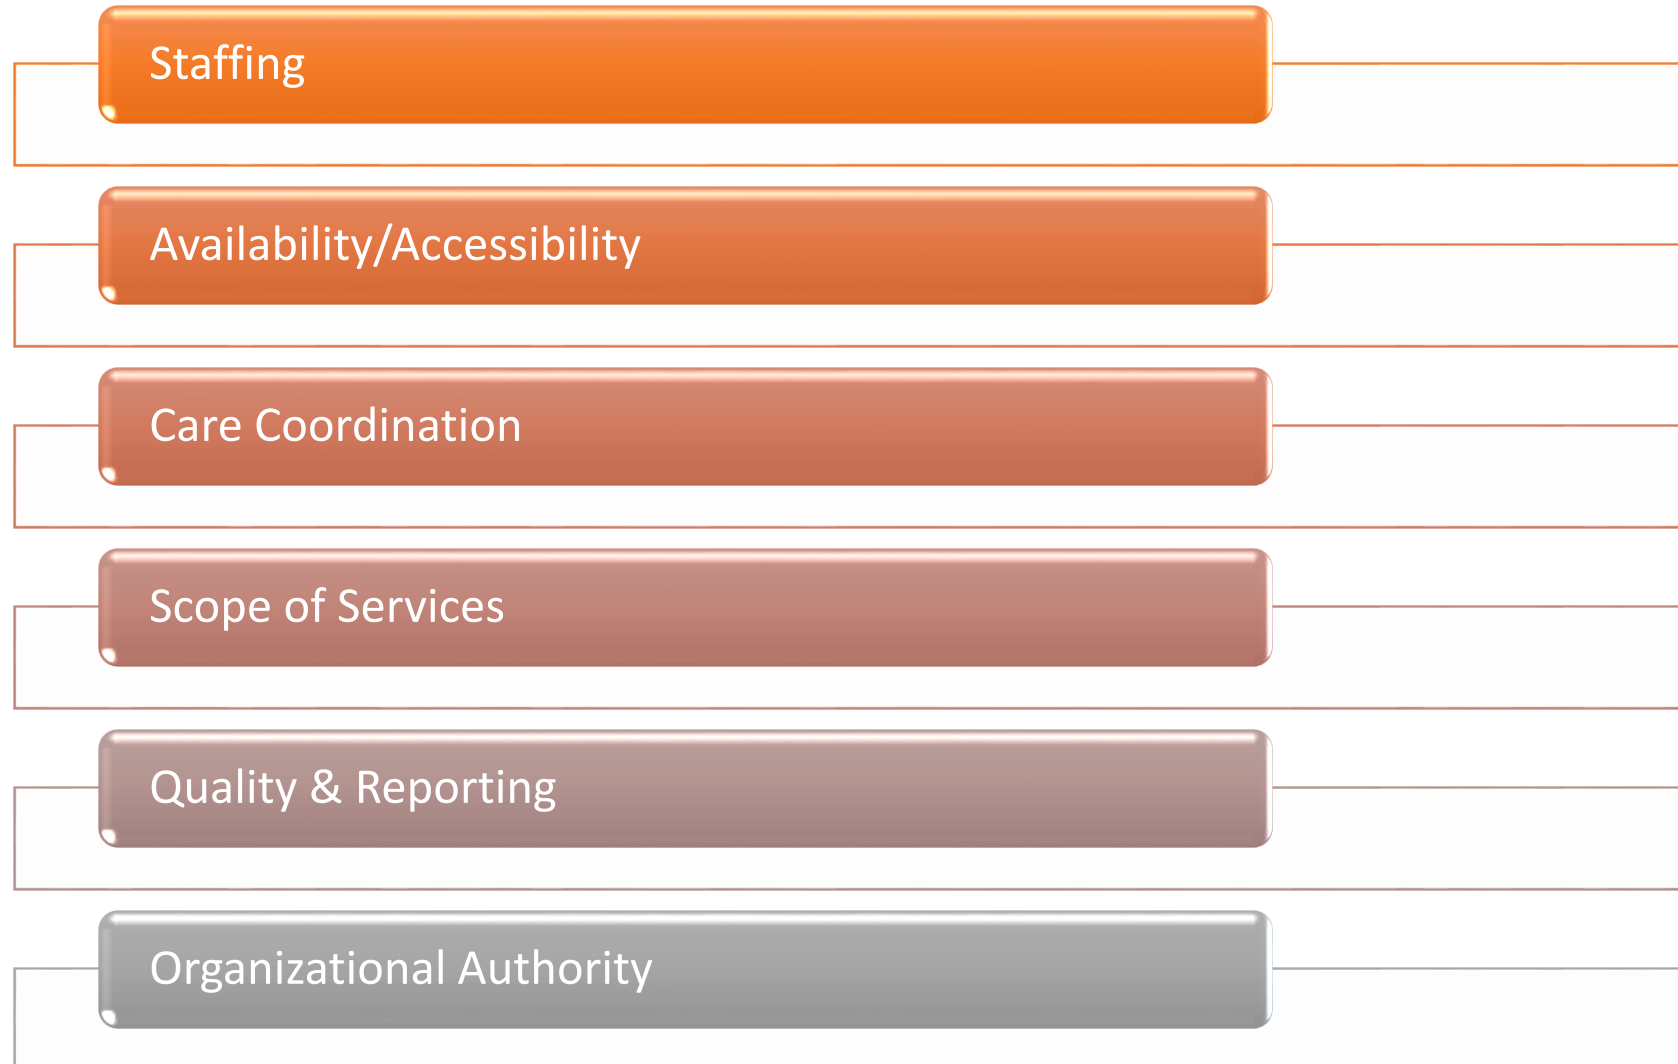 Staffing
Availability/Accessibility
Care Coordination
Scope of Services
Quality & Reporting
Organizational Authority